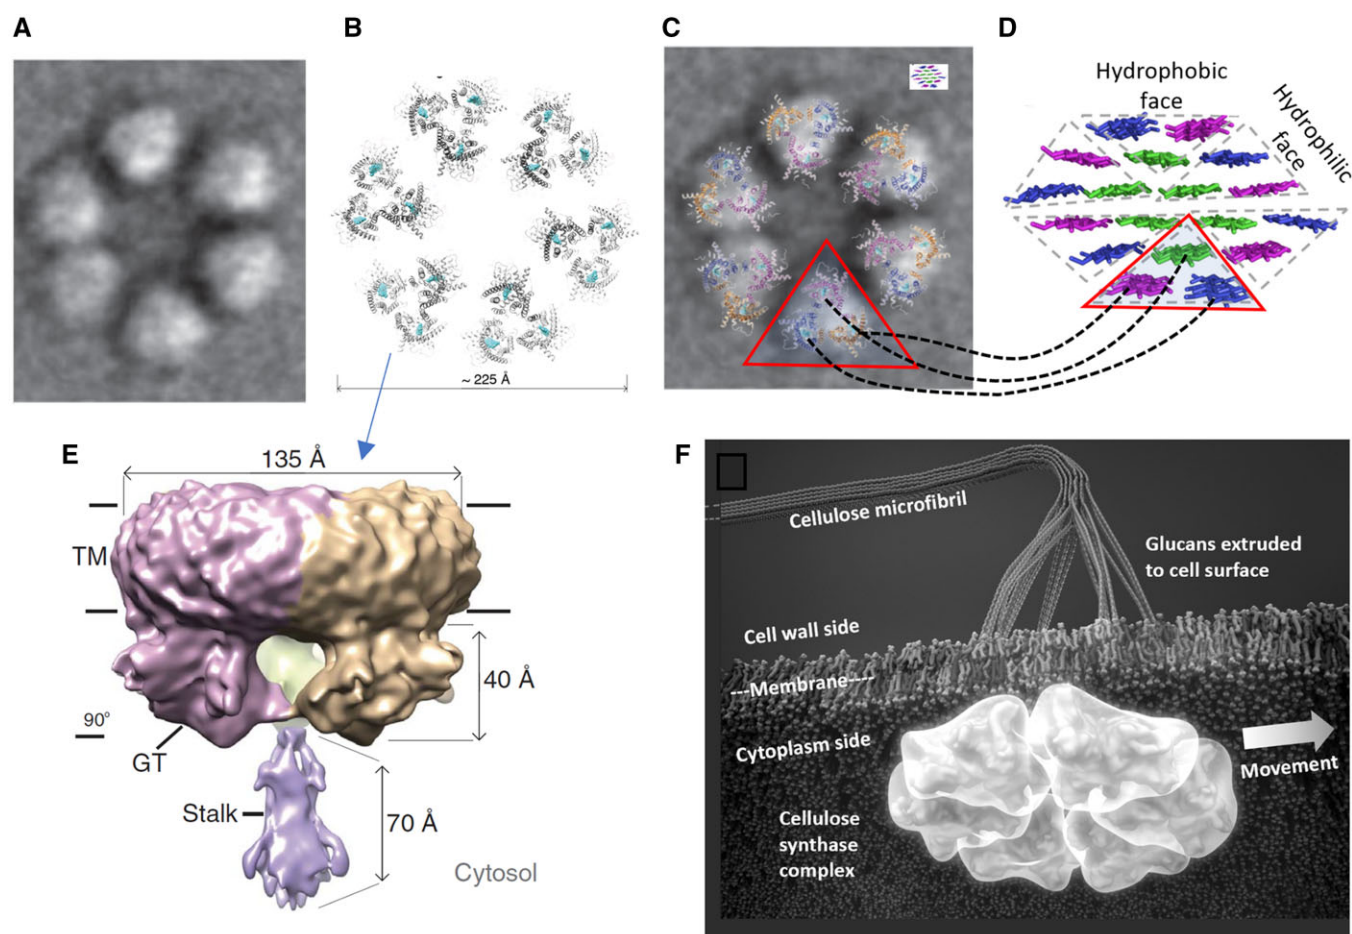 A
B
C
D
~ 225 Å
Hydrophobic
face
Hydrophilic
face
E
135 Å
TM
40 Å
90°
GT
Stalk
70 Å
Cytosol
F
Cellulose microfibril
Glucans extruded
to cell surface
Cell wall side
---Membrane----
Cytoplasm side
Movement
Cellulose
synthase
complex